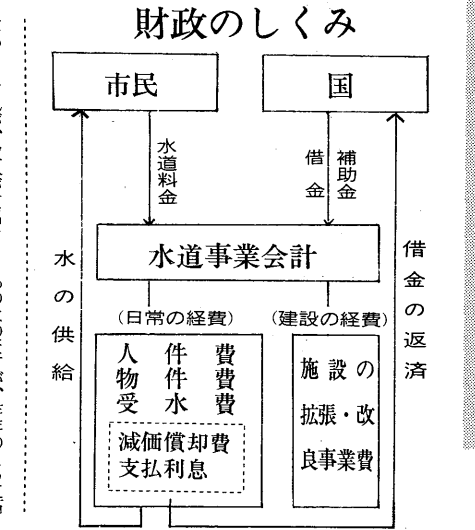 財政のしくみ
市民
国
水道料金
借金
補助金
水道事業会計
水の供給
借金の返済
(日常の経費)
(建設の経費)
人件費
物件費
受水費
減価償却費
支払利息
施設の
拡張・改
良事業費